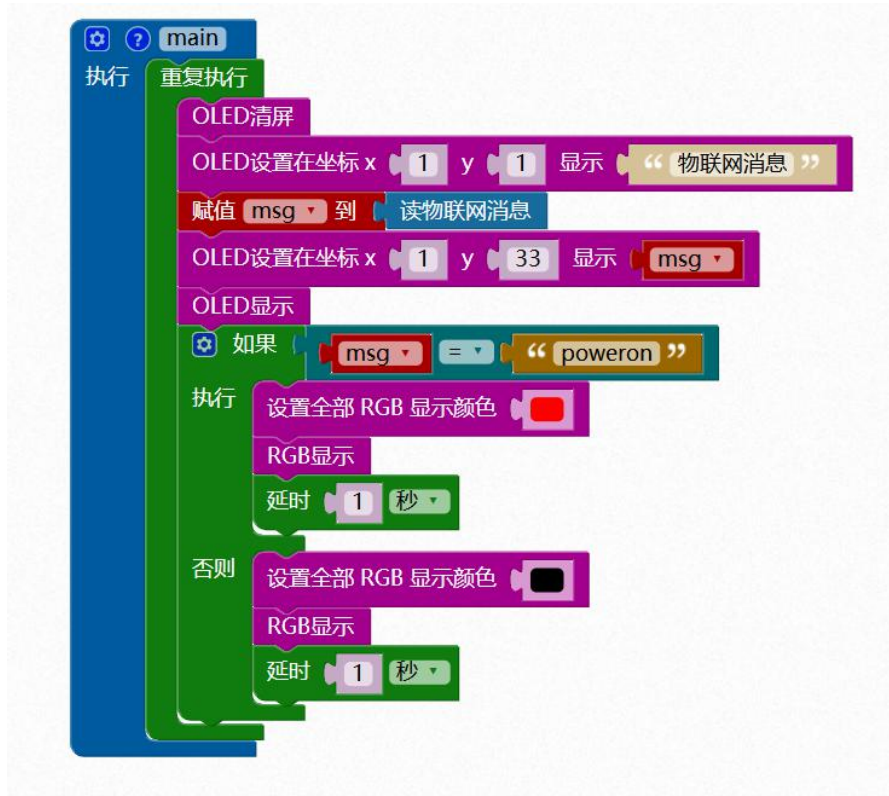 ? main
执行 重复执行
OLED清屏
OLED设置在坐标 x 1 y 1 显示 “ 物联网消息 ”
赋值 msg 到 读物联网消息
OLED设置在坐标 x 1 y 33 显示 msg
OLED显示
如果 msg = “ poweron ”
执行 设置全部 RGB 显示颜色
RGB显示
延时 1 秒
否则 设置全部 RGB 显示颜色
RGB显示
延时 1 秒